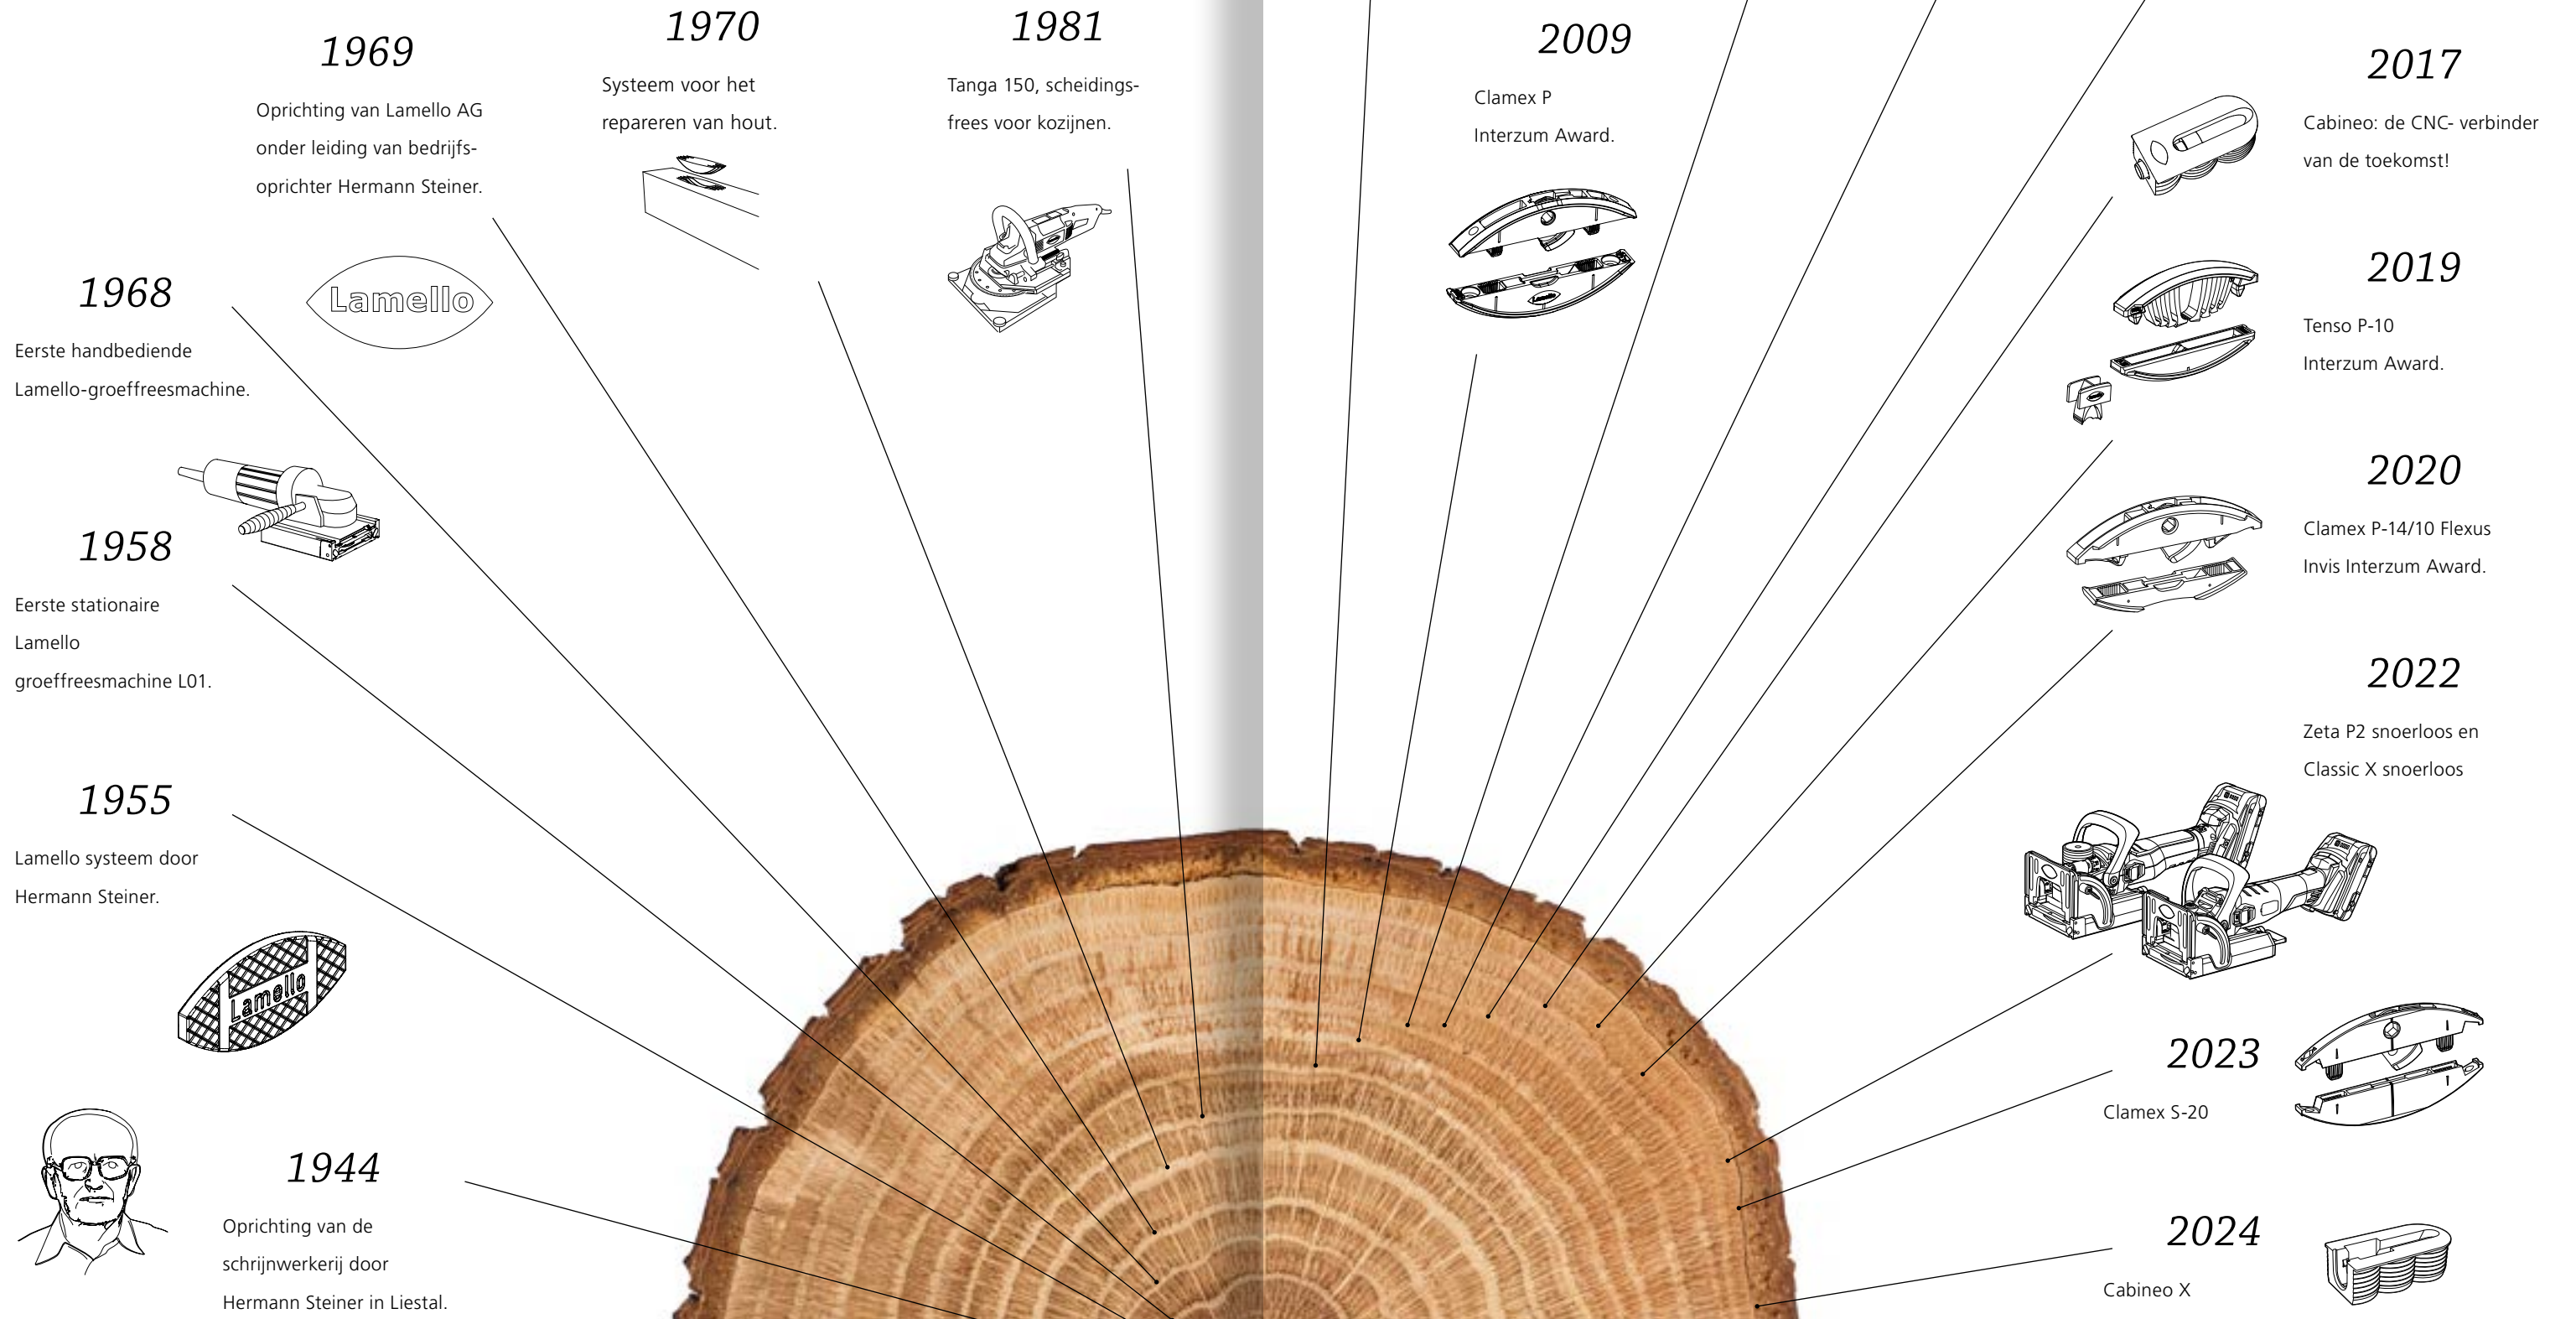 1969
Oprichting van Lamello AG
onder leiding van bedrijfs-
oprichter Hermann Steiner.
Lamello
1970
Systeem voor het
repareren van hout.
1981
Tanga 150, scheidings-
frees voor kozijnen.
1968
Eerste handbediende
Lamello-groeffreesmachine.
1958
Eerste stationaire
Lamello
groeffreesmachine L01.
1955
Lamello systeem door
Hermann Steiner.
Lamello
1944
Oprichting van de
schrijnwerkerij door
Hermann Steiner in Liestal.
2009
Clamex P
Interzum Award.
Lamello
2017
Cabineo: de CNC- verbinder
van de toekomst!
2019
Tenso P-10
Interzum Award.
2020
Clamex P-14/10 Flexus
Invis Interzum Award.
2022
Zeta P2 snoerloos en
Classic X snoerloos
2023
Clamex S-20
2024
Cabineo X